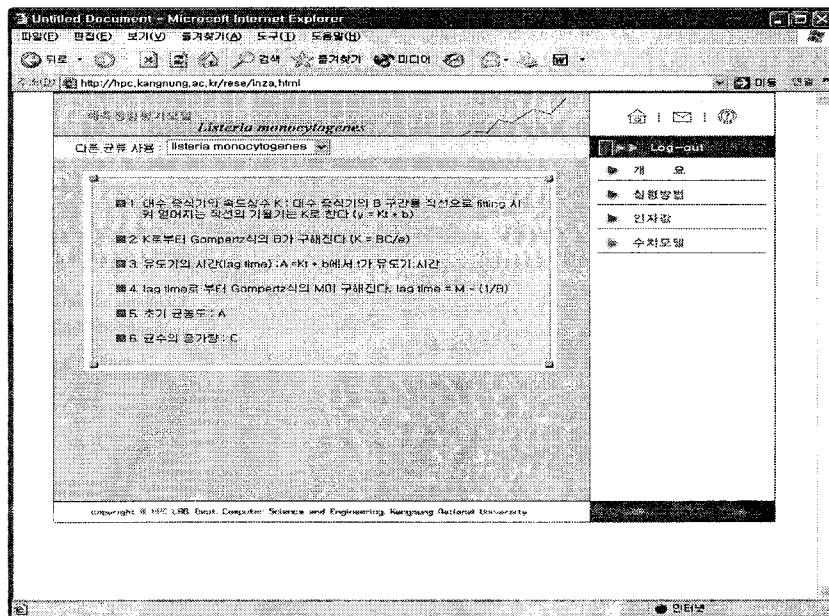 Untitled Document - Microsoft Internet Explorer
파일(F) 편집(E) 보기(V) 즐겨찾기(A) 도구(T) 도움말(H)
뒤로 검색 즐겨찾기 미디어
주소(D) http://hpc.kangnung.ac.kr/rese/inza.html 이동 연결
Listeria monocytogenes
다른 균류 사용 : listeria monocytogenes
Log-out
개 요
실험방법
인자값
수치모델
1. 대수 증식기의 속도상수 K : 대수 증식기의 B 구간를 직선으로 fitting 시
켜 얻어지는 직선의 기울기는 K로 한다 (y = Kt + b)
2. K로부터 Gompertz식의 B가 구해진다 (K = BC/e)
3. 유도기의 시간(lag time) : A =Kt + b에서 t가 유도기 시간
4. lag time로 부터 Gompertz식의 M이 구해진다. lag time = M - (1/B)
5. 초기 균농도 : A
6. 균수의 증가량 : C
copyright @ HPC LAB. Dept. Computer Science and Engineering, Kangnung National University
인터넷